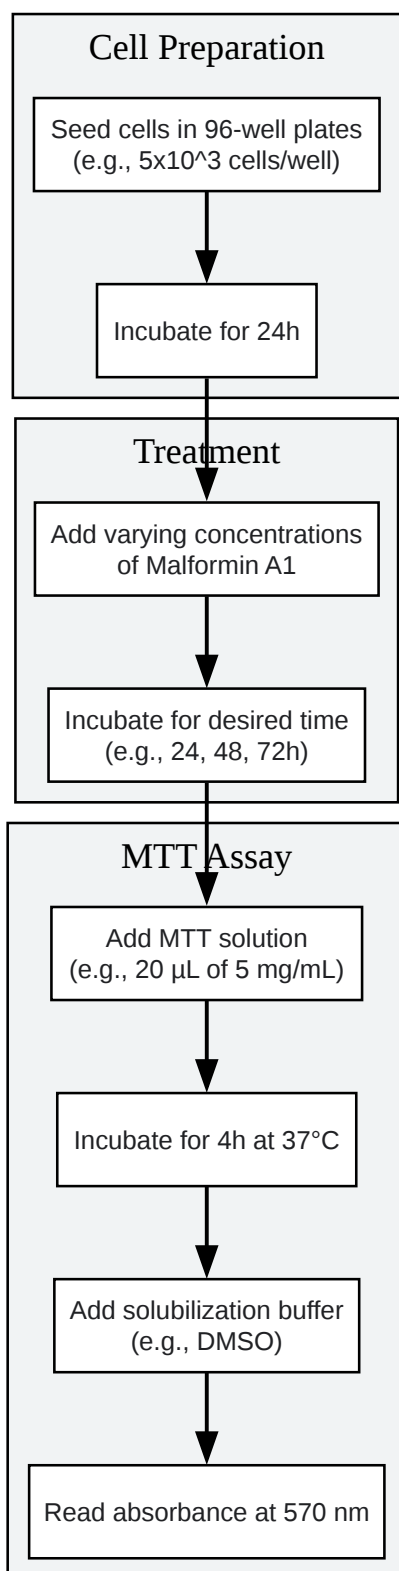 Cell Preparation
Seed cells in 96-well plates
(e.g., 5x10^3 cells/well)
Incubate for 24h
Treatment
Add varying concentrations
of Malformin A1
Incubate for desired time
(e.g., 24, 48, 72h)
MTT Assay
Add MTT solution
(e.g., 20 µL of 5 mg/mL)
Incubate for 4h at 37°C
Add solubilization buffer
(e.g., DMSO)
Read absorbance at 570 nm